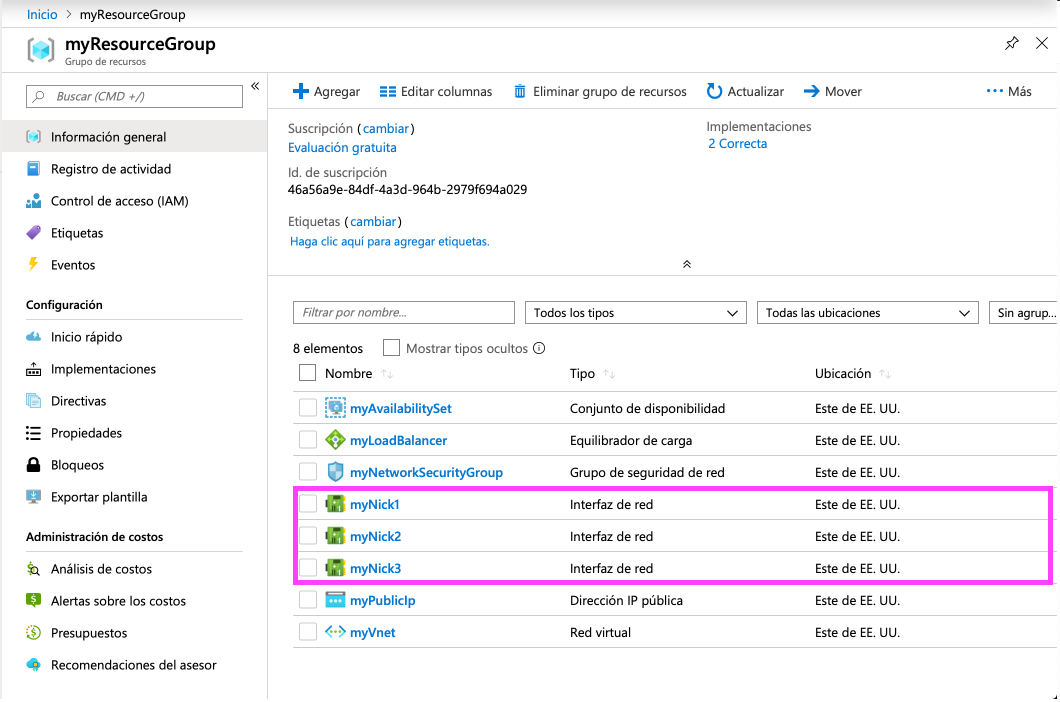 Inicio > myResourceGroup
myResourceGroup
Grupo de recursos
Buscar (CMD +/)
Información general
Registro de actividad
Control de acceso (IAM)
Etiquetas
Eventos
Configuración
Inicio rápido
Implementaciones
Directivas
Propiedades
Bloqueos
Exportar plantilla
Administración de costos
Análisis de costos
Alertas sobre los costos
Presupuestos
Recomendaciones del asesor
Agregar Editar columnas Eliminar grupo de recursos Actualizar Mover Más
Suscripción (cambiar)
Evaluación gratuita
Implementaciones
2 Correcta
Id. de suscripción
46a56a9e-84df-4a3d-964b-2979f694a029
Etiquetas (cambiar)
Haga clic aquí para agregar etiquetas.
Filtrar por nombre... Todos los tipos Todas las ubicaciones Sin agrup...
8 elementos Mostrar tipos ocultos
Nombre Tipo Ubicación
myAvailabilitySet Conjunto de disponibilidad Este de EE. UU.
myLoadBalancer Equilibrador de carga Este de EE. UU.
myNetworkSecurityGroup Grupo de seguridad de red Este de EE. UU.
myNick1 Interfaz de red Este de EE. UU.
myNick2 Interfaz de red Este de EE. UU.
myNick3 Interfaz de red Este de EE. UU.
myPublicIp Dirección IP pública Este de EE. UU.
myVnet Red virtual Este de EE. UU.